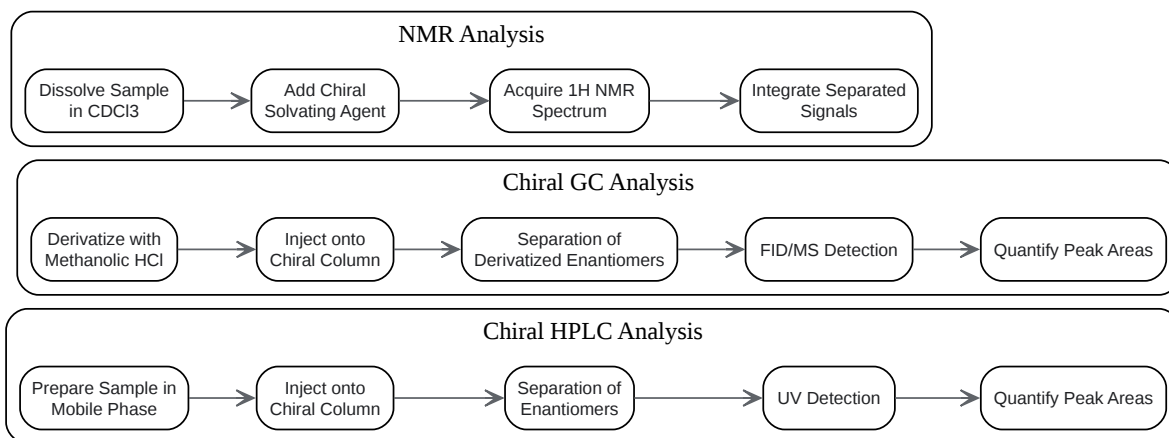 NMR Analysis
Dissolve Sample
in CDCl3
Add Chiral
Solvating Agent
Acquire 1H NMR
Spectrum
Integrate Separated
Signals
Chiral GC Analysis
Derivatize with
Methanolic HCl
Inject onto
Chiral Column
Separation of
Derivatized Enantiomers
FID/MS Detection
Quantify Peak Areas
Chiral HPLC Analysis
Prepare Sample in
Mobile Phase
Inject onto
Chiral Column
Separation of
Enantiomers
UV Detection
Quantify Peak Areas